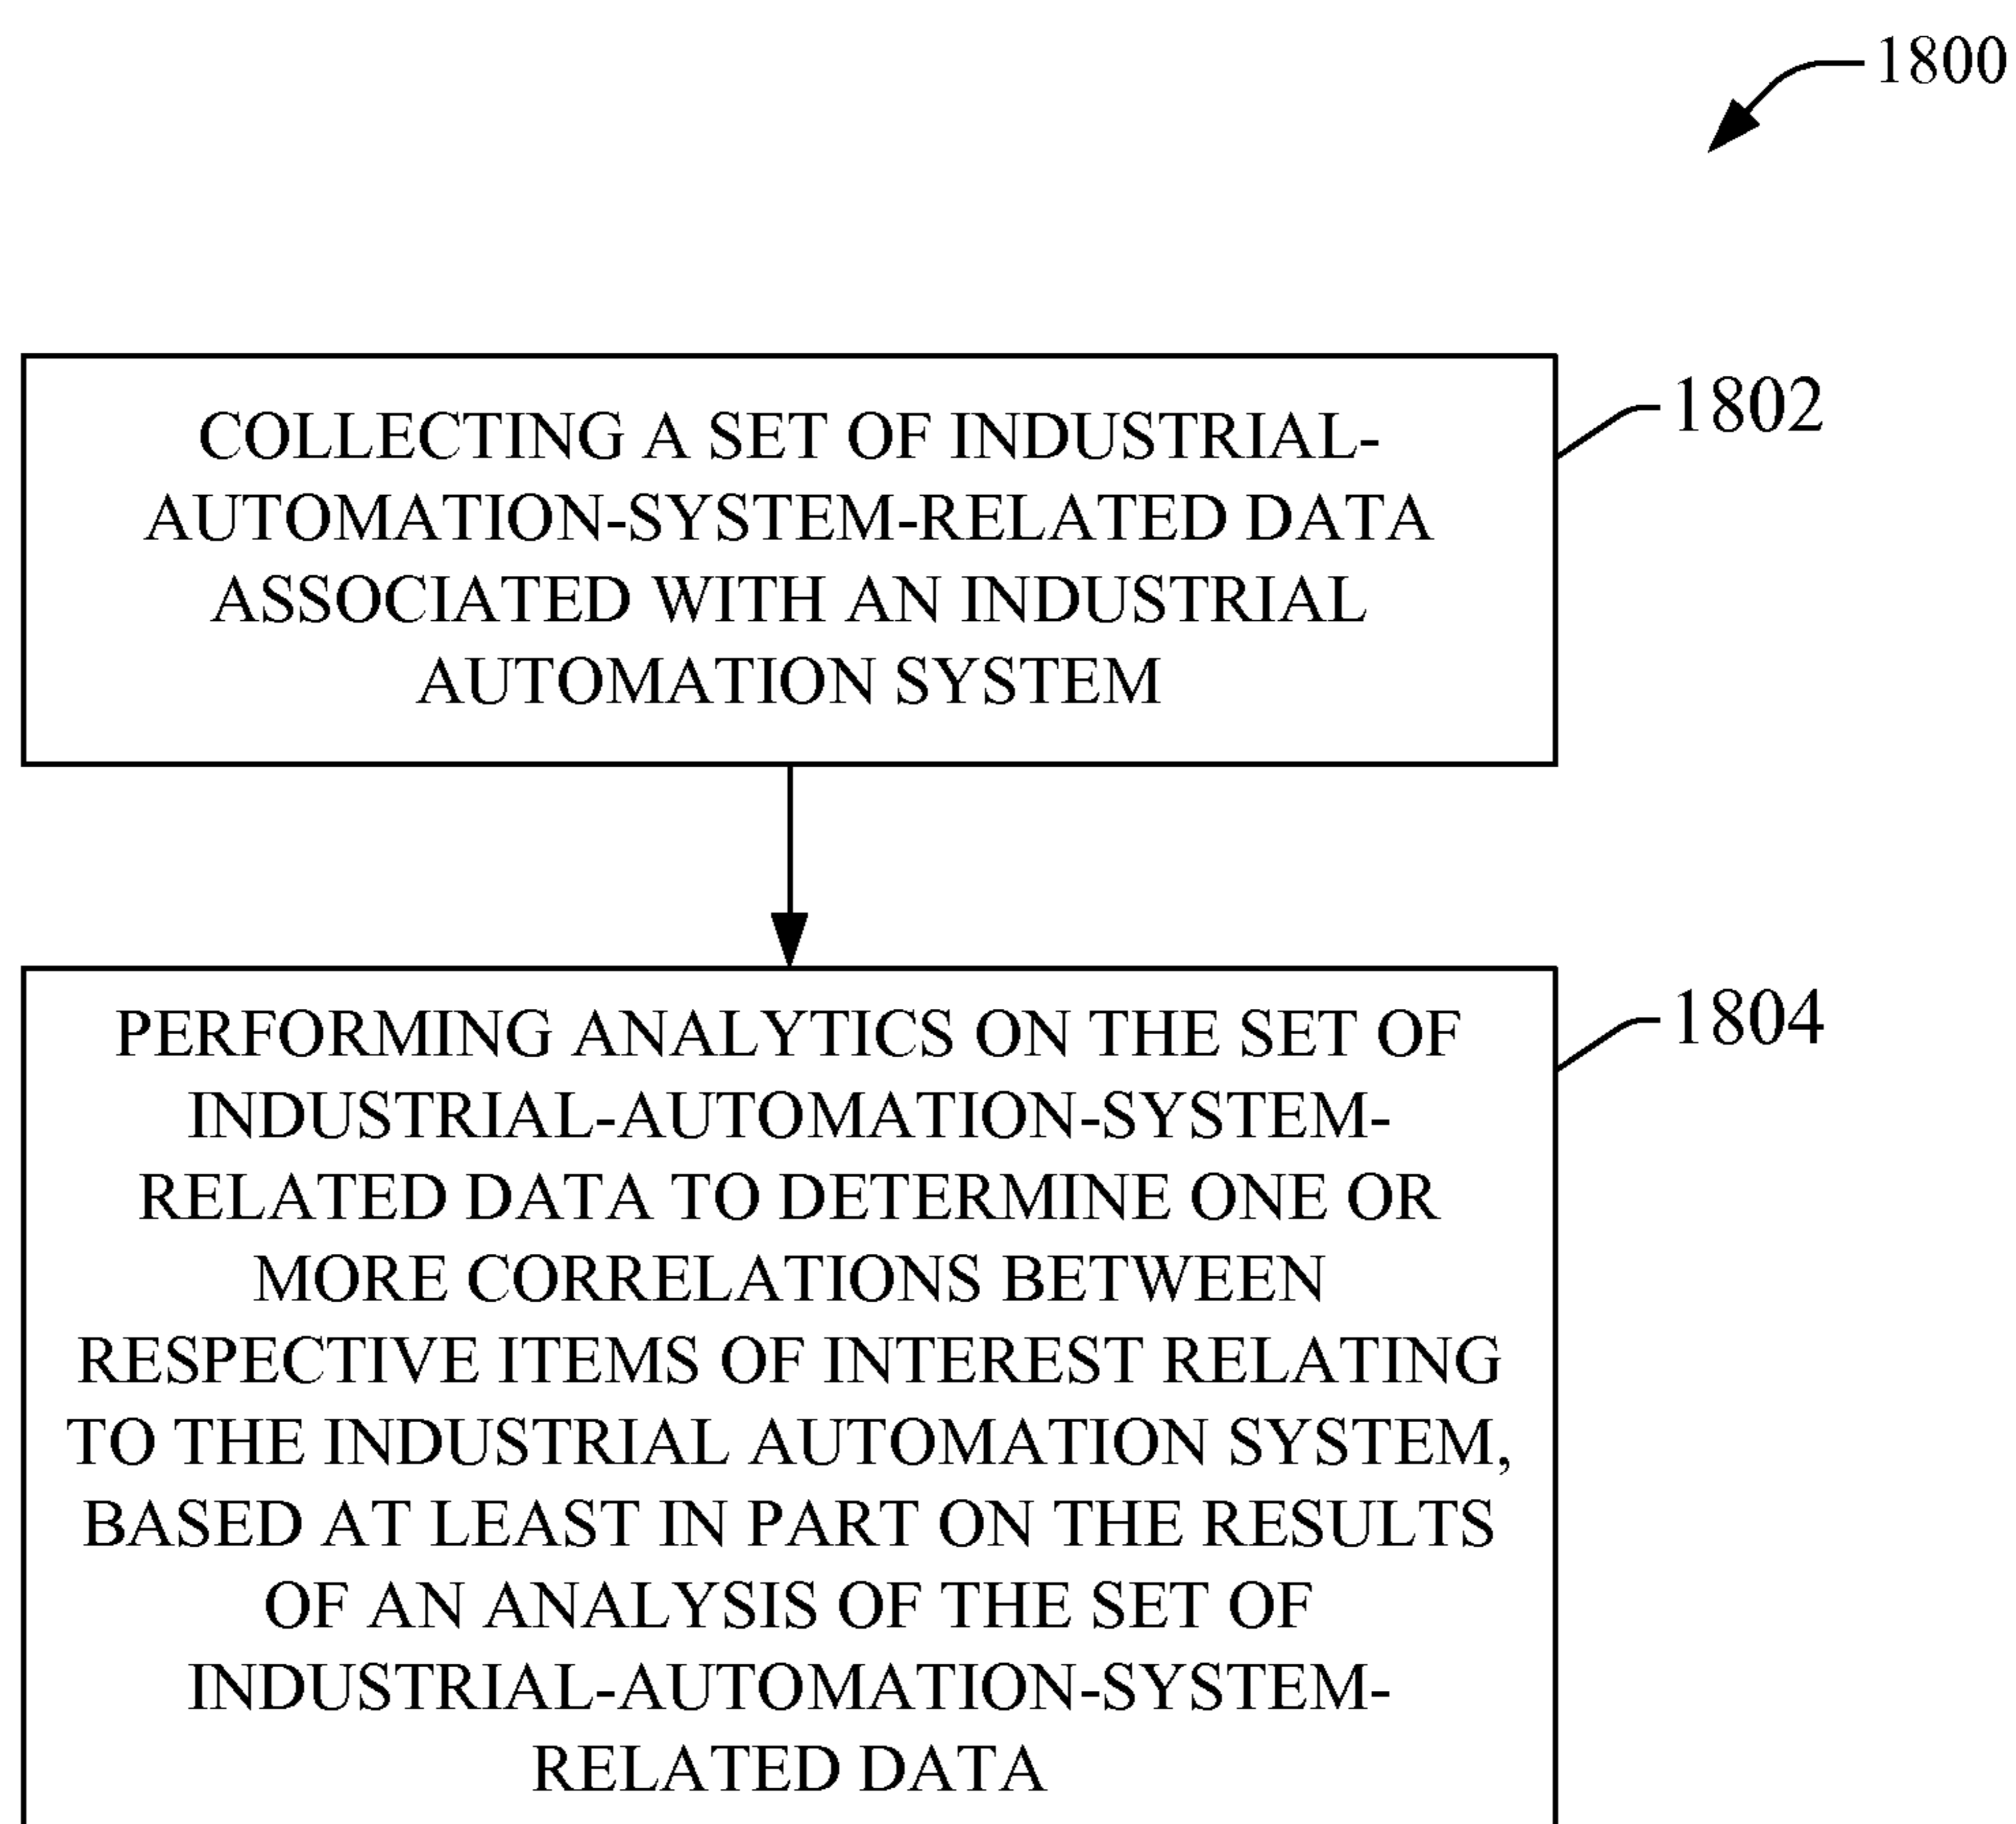 1800
COLLECTING A SET OF INDUSTRIAL-
AUTOMATION-SYSTEM-RELATED DATA
ASSOCIATED WITH AN INDUSTRIAL
AUTOMATION SYSTEM
1802
PERFORMING ANALYTICS ON THE SET OF
INDUSTRIAL-AUTOMATION-SYSTEM-
RELATED DATA TO DETERMINE ONE OR
MORE CORRELATIONS BETWEEN
RESPECTIVE ITEMS OF INTEREST RELATING
TO THE INDUSTRIAL AUTOMATION SYSTEM,
BASED AT LEAST IN PART ON THE RESULTS
OF AN ANALYSIS OF THE SET OF
INDUSTRIAL-AUTOMATION-SYSTEM-
RELATED DATA
1804